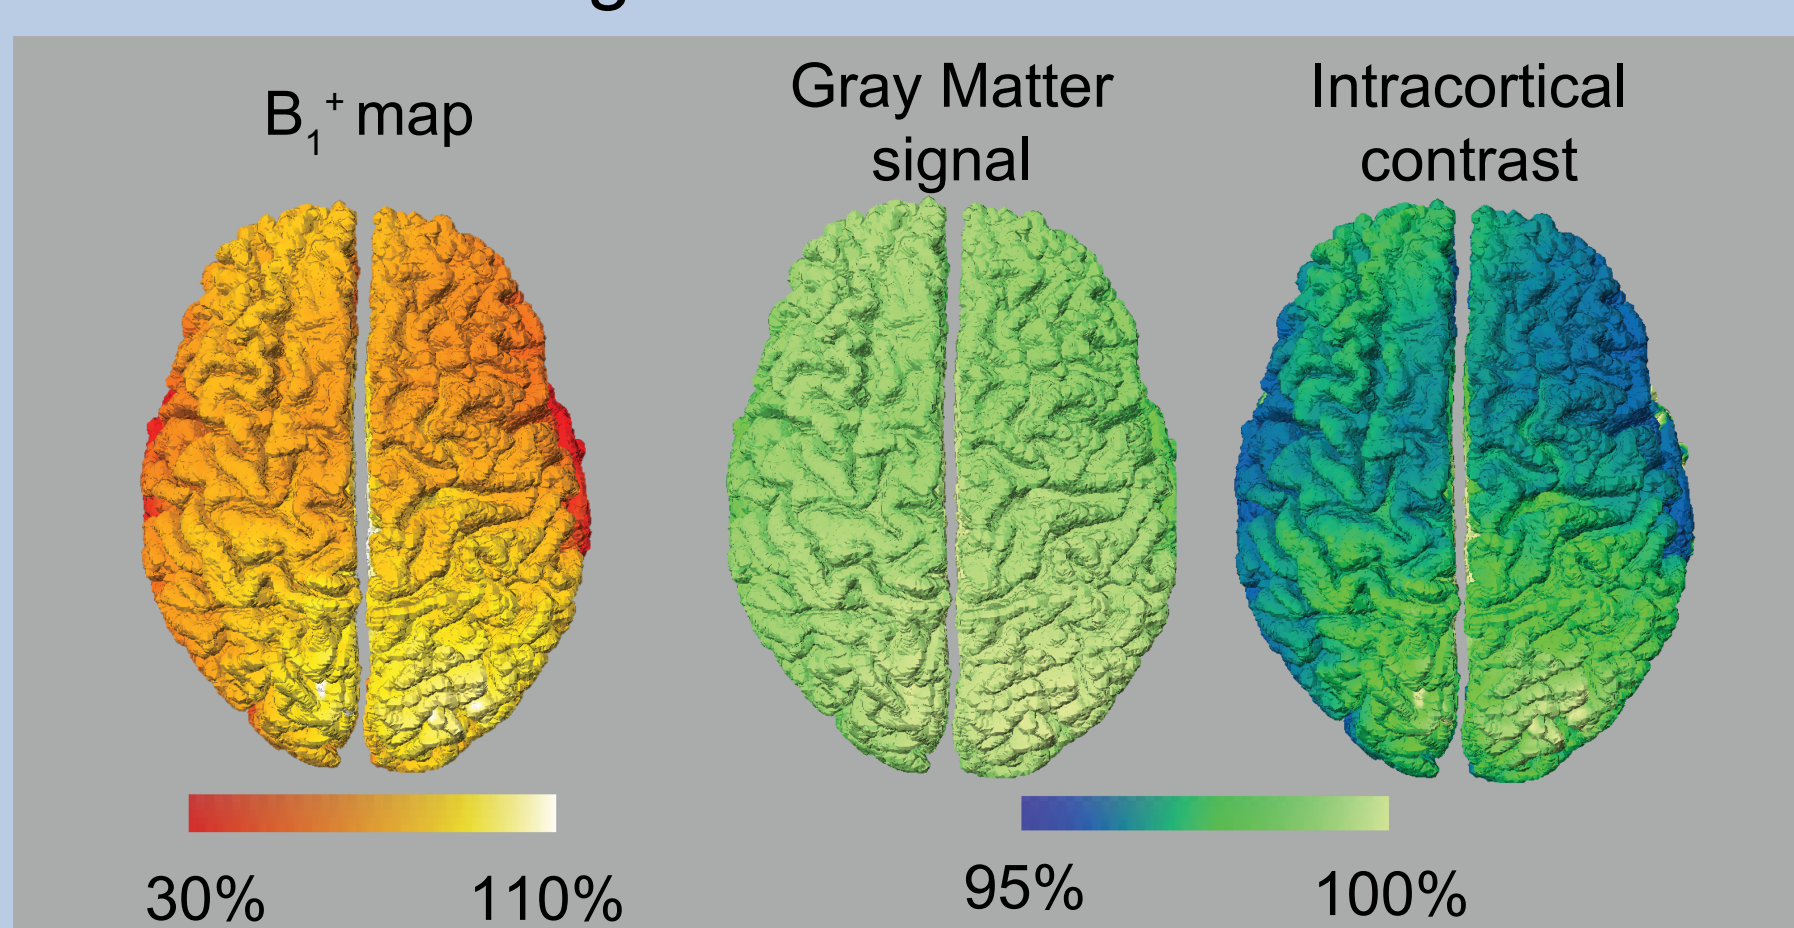 B₁⁺ map
Gray Matter
signal
Intracortical
contrast
30%
110%
95%
100%